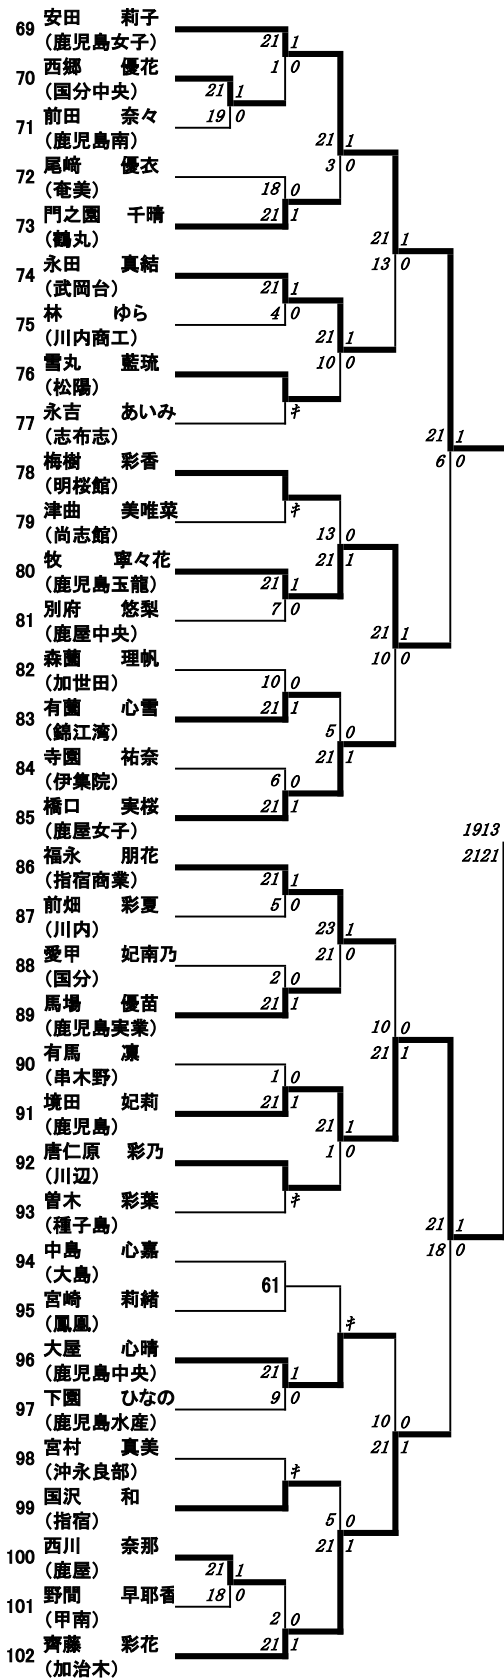 69 安田 莉子
(鹿児島女子)
21 1
1 0
70 西郷 優花
(国分中央)
21 1
19 0
71 前田 奈々
(鹿児島南)
21 1
3 0
72 尾崎 優衣
(奄美)
18 0
21 1
73 門之園 千晴
(鶴丸)
21 1
13 0
74 永田 真結
(武岡台)
21 1
4 0
75 林 ゆら
(川内商工)
21 1
10 0
76 雪丸 藍琉
(松陽)
77 永吉 あいみ
(志布志)
キ
21 1
6 0
78 梅樹 彩香
(明桜館)
79 津曲 美唯菜
(尚志館)
キ
13 0
21 1
80 牧 寧々花
(鹿児島玉龍)
21 1
7 0
81 別府 悠梨
(鹿屋中央)
21 1
10 0
82 森薗 理帆
(加世田)
10 0
21 1
83 有薗 心雪
(錦江湾)
5 0
21 1
84 寺園 祐奈
(伊集院)
6 0
21 1
85 橋口 実桜
(鹿屋女子)
1913
2121
86 福永 朋花
(指宿商業)
21 1
5 0
87 前畑 彩夏
(川内)
23 1
21 0
88 愛甲 妃南乃
(国分)
2 0
21 1
89 馬場 優苗
(鹿児島実業)
10 0
21 1
90 有馬 凛
(串木野)
1 0
21 1
91 境田 妃莉
(鹿児島)
21 1
1 0
92 唐仁原 彩乃
(川辺)
93 曽木 彩葉
(種子島)
キ
21 1
18 0
94 中島 心嘉
(大島)
61
95 宮崎 莉緒
(鳳凰)
キ
96 大屋 心晴
(鹿児島中央)
21 1
9 0
97 下園 ひなの
(鹿児島水産)
10 0
21 1
98 宮村 真美
(沖永良部)
キ
99 国沢 和
(指宿)
5 0
21 1
100 西川 奈那
(鹿屋)
21 1
18 0
101 野間 早耶香
(甲南)
2 0
21 1
102 齊藤 彩花
(加治木)